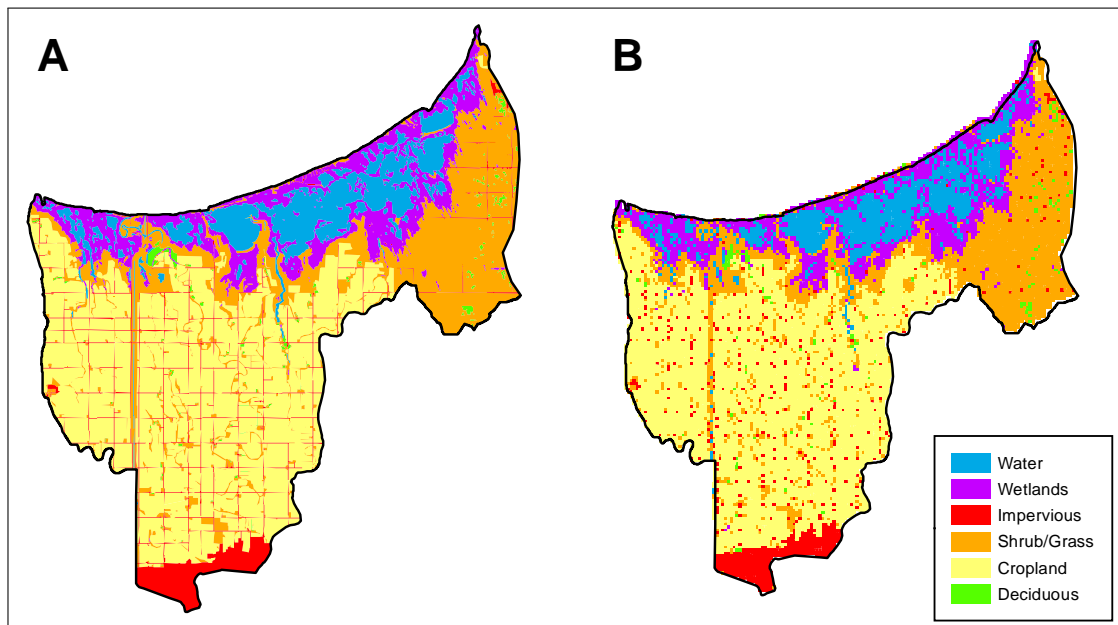 A
B
Water
Wetlands
Impervious
Shrub/Grass
Cropland
Deciduous